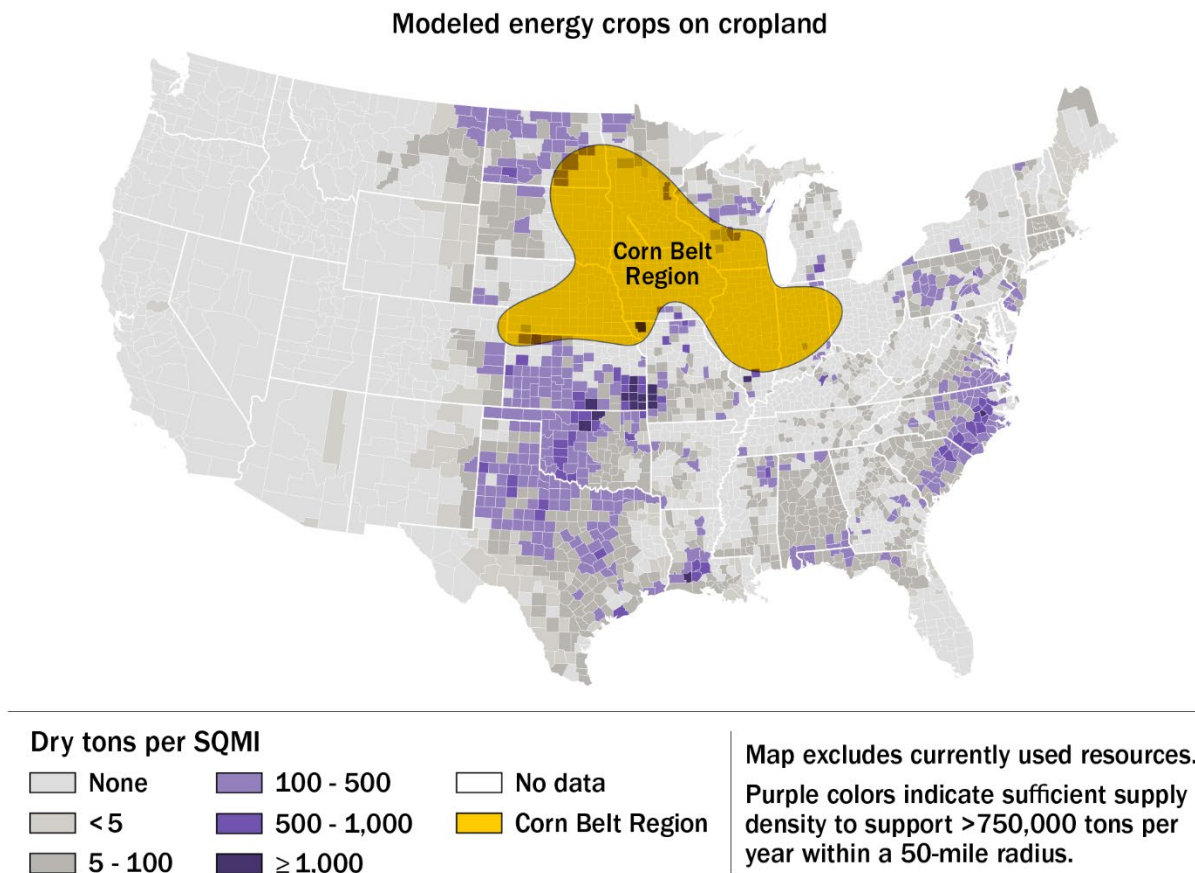 Modeled energy crops on cropland
Corn Belt
Region
Dry tons per SQMI
None
< 5
5 - 100
100 - 500
500 - 1,000
≥ 1,000
No data
Corn Belt Region
Map excludes currently used resources.
Purple colors indicate sufficient supply
density to support >750,000 tons per
year within a 50-mile radius.